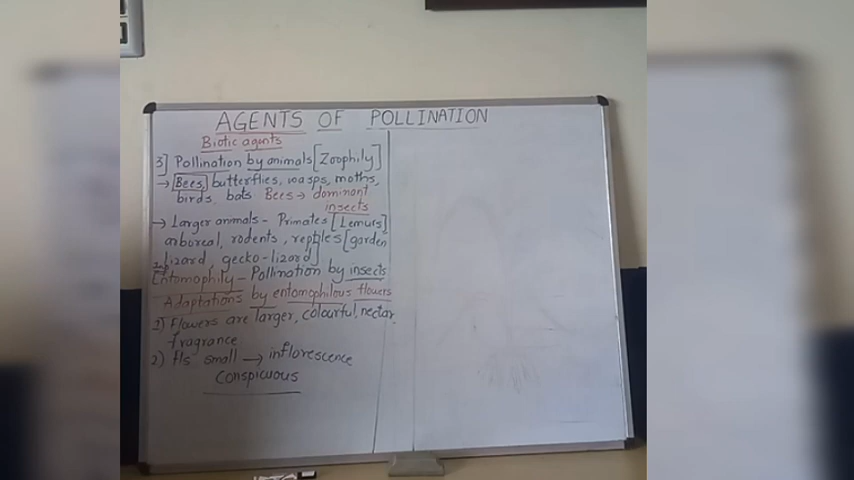 AGENTS OF POLLINATION
Biotic agents
3] Pollination by animals [Zoophily]
→ Bees, butterflies, wasps, moths,
birds, bats Bees → dominant
insects
→ Larger animals - Primates [Lemurs]
arboreal, rodents, reptiles [garden
lizard, gecko-lizard]
Imp
Entomophily - Pollination by insects
Adaptations by entomophilous flowers
1) Flowers are larger, colourful, nectar,
fragrance
2) Fls small → inflorescence
Conspicuous